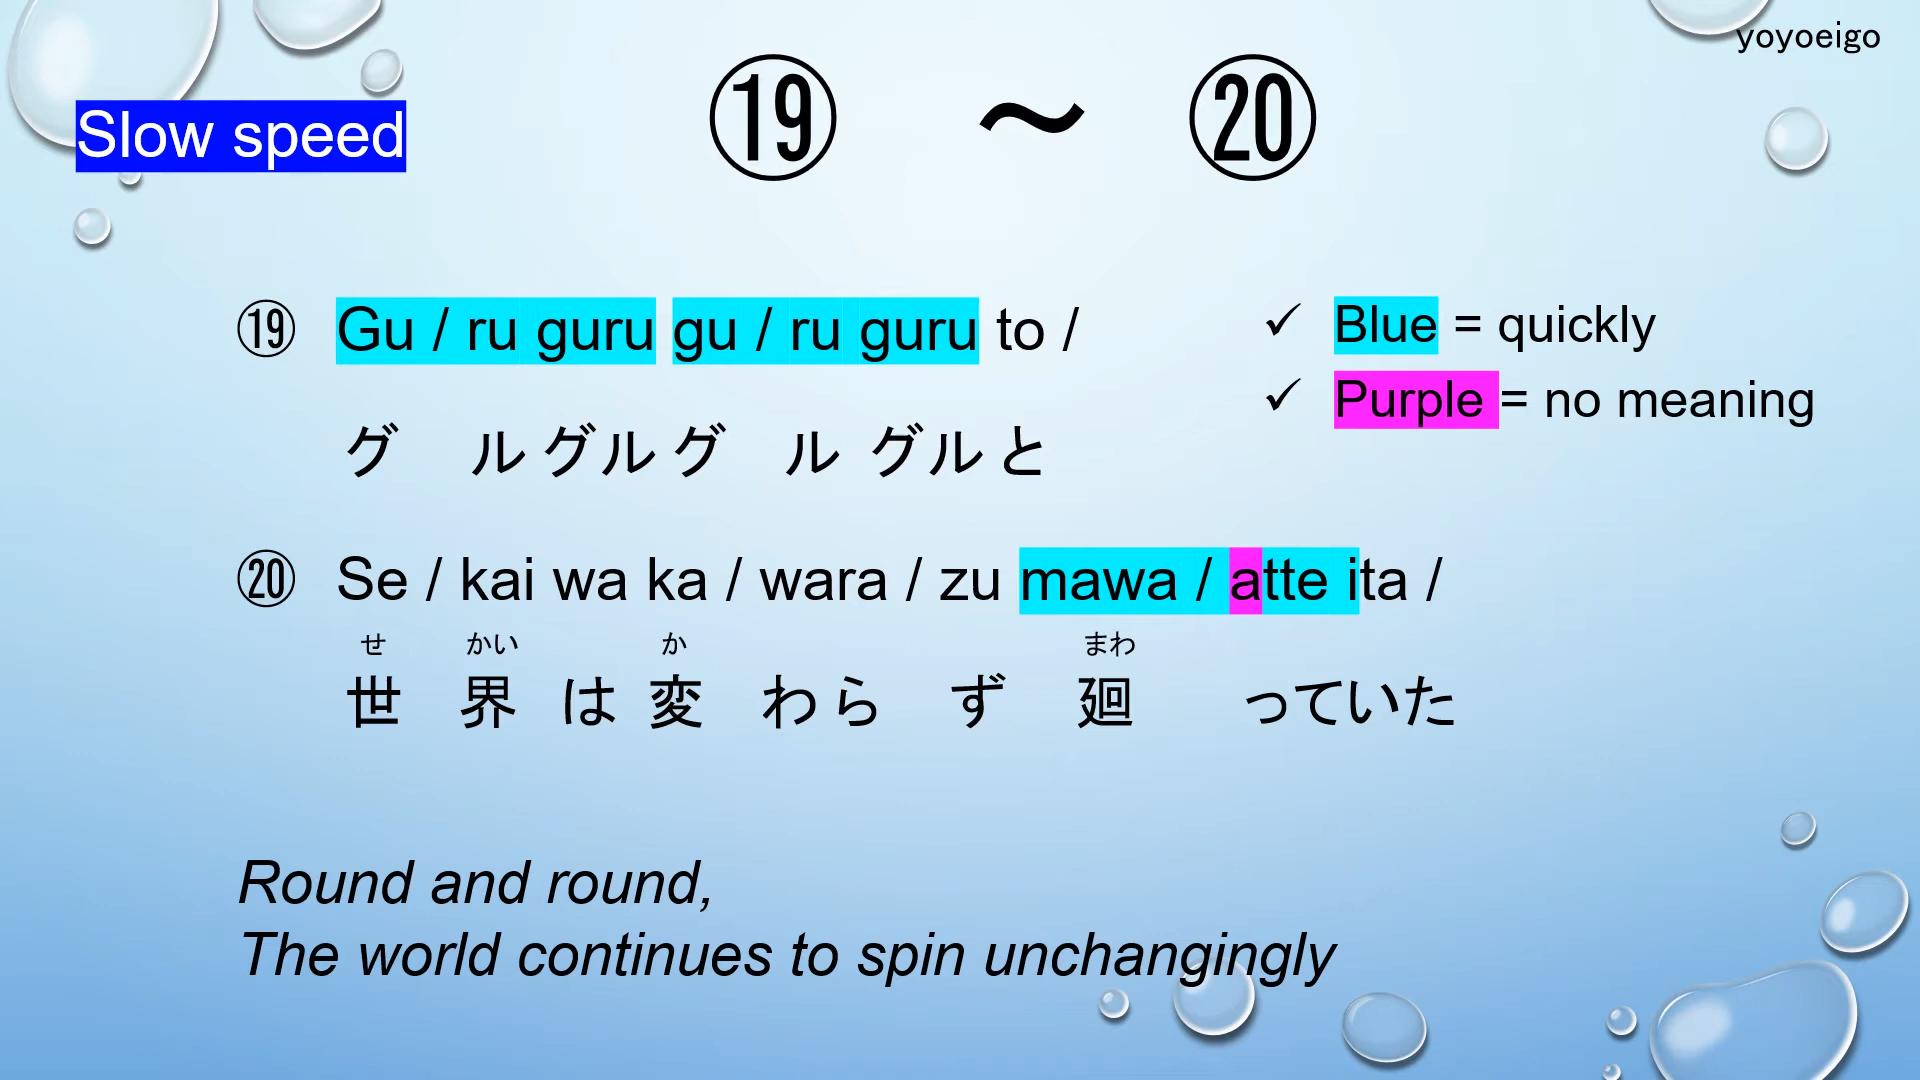 yoyoeigo
Slow speed
⑲ ～ ⑳
⑲ Gu / ru guru gu / ru guru to /
グ ル グル グ ル グル と
✓ Blue = quickly
✓ Purple = no meaning
⑳ Se / kai wa ka / wara / zu mawa / atte ita /
せ かい か まわ
世 界 は 変 わ ら ず 廻 っていた
Round and round,
The world continues to spin unchangingly